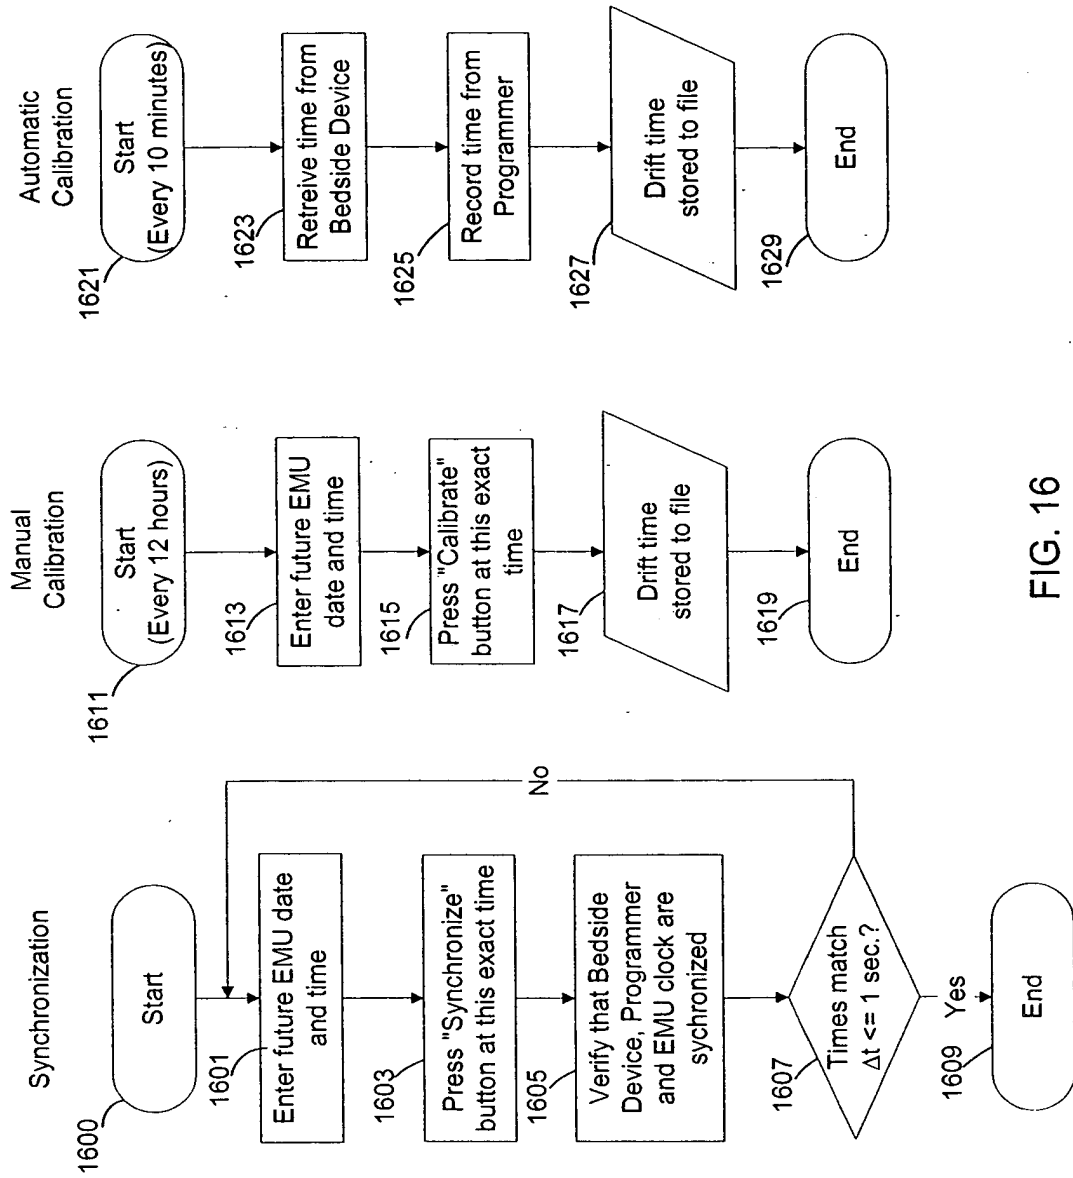 Synchronization
1600
Start
1601
Enter future EMU date
and time
1603
Press "Synchronize"
button at this exact time
1605
Verify that Bedside
Device, Programmer
and EMU clock are
sychronized
1607
Times match
Δt <= 1 sec.?
No
Yes
1609
End
Manual
Calibration
1611
Start
(Every 12 hours)
1613
Enter future EMU
date and time
1615
Press "Calibrate"
button at this exact
time
1617
Drift time
stored to file
1619
End
Automatic
Calibration
1621
Start
(Every 10 minutes)
1623
Retreive time from
Bedside Device
1625
Record time from
Programmer
1627
Drift time
stored to file
1629
End
FIG. 16